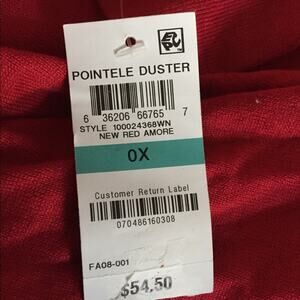 POINTELE DUSTER
6 36206 66765 7
STYLE 100024368WN
NEW RED AMORE
0X
Customer Return Label
070486160308
FA08-001
$54.50